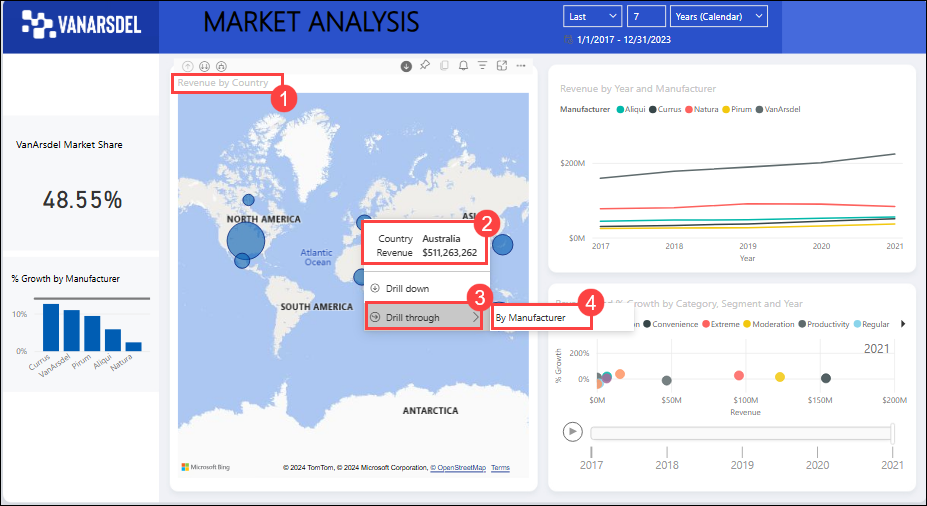 VANARSDEL
MARKET ANALYSIS
Last
7
Years (Calendar)
1/1/2017 - 12/31/2023
VanArsdel Market Share
48.55%
% Growth by Manufacturer
10%
0%
Currus
VanArsdel
Pirum
Aliqui
Natura
Revenue by Country
1
NORTH AMERICA
Atlantic
Ocean
SOUTH AMERICA
ANTARCTICA
Microsoft Bing
© 2024 TomTom, © 2024 Microsoft Corporation, © OpenStreetMap Terms
2
Country Australia
Revenue $511,263,262
Drill down
3
Drill through
4
By Manufacturer
Revenue by Year and Manufacturer
Manufacturer Aliqui Currus Natura Pirum VanArsdel
$200M
$0M
2017 2018 2019 2020 2021
Year
% Growth by Category, Segment and Year
Convenience Extreme Moderation Productivity Regular
2021
% Growth
200%
0%
$0M $50M $100M $150M $200M
Revenue
2017 2018 2019 2020 2021